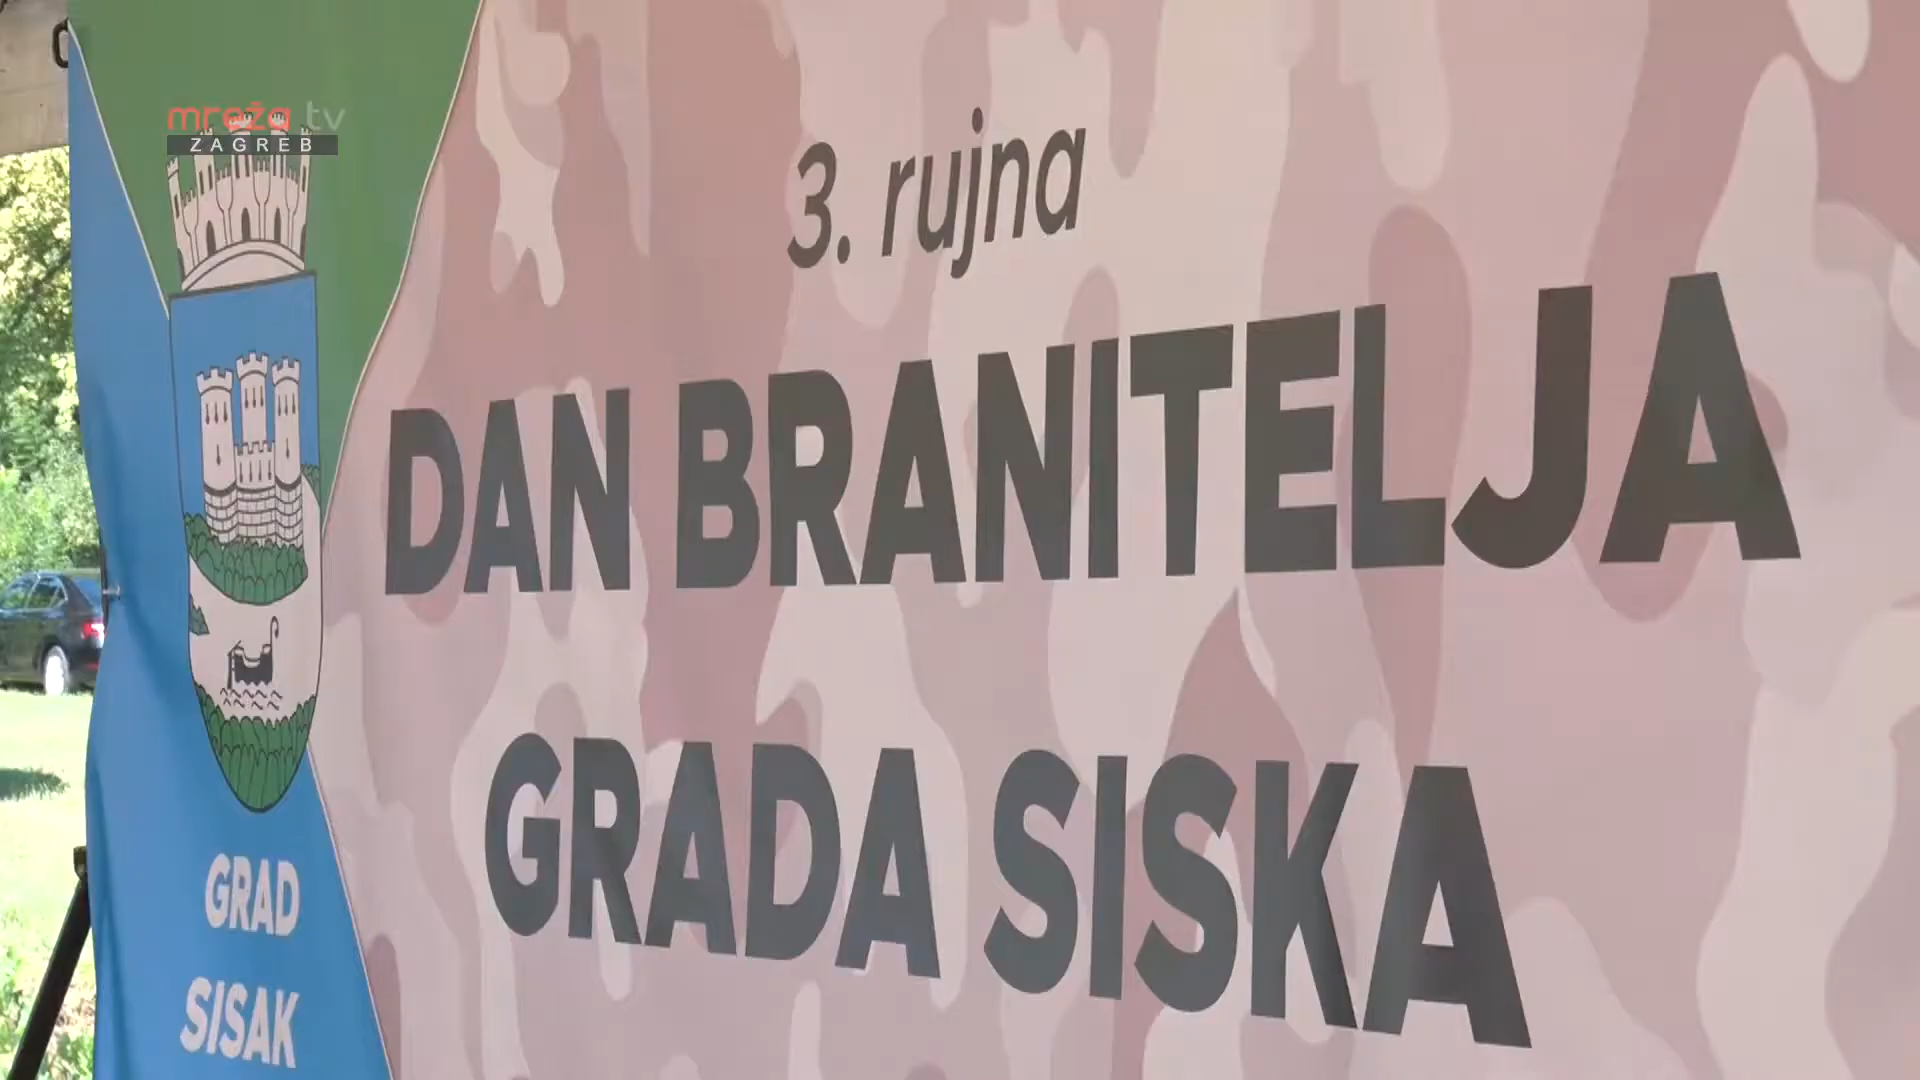 mreža tv
ZAGREB
3. rujna
DAN BRANITELJA
GRADA SISKA
GRAD
SISAK